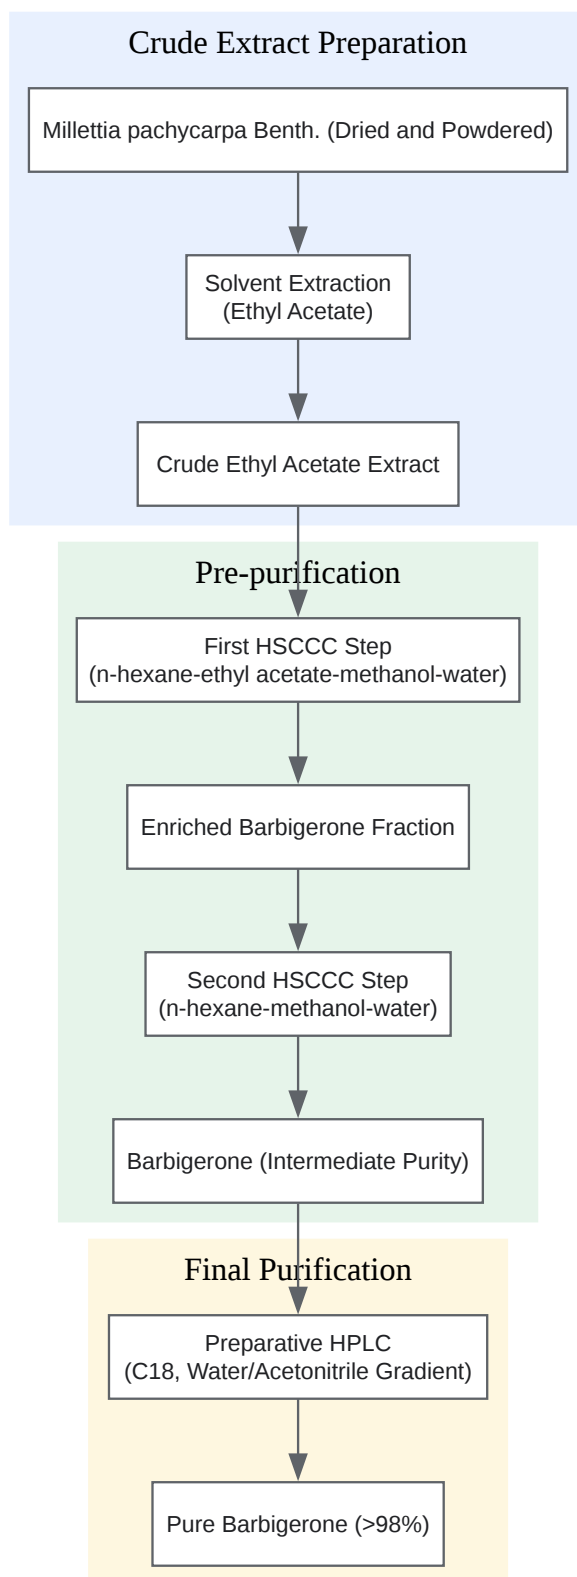 Crude Extract Preparation
Millettia pachycarpa Benth. (Dried and Powdered)
Solvent Extraction
(Ethyl Acetate)
Crude Ethyl Acetate Extract
Pre-purification
First HSCCC Step
(n-hexane-ethyl acetate-methanol-water)
Enriched Barbigerone Fraction
Second HSCCC Step
(n-hexane-methanol-water)
Barbigerone (Intermediate Purity)
Final Purification
Preparative HPLC
(C18, Water/Acetonitrile Gradient)
Pure Barbigerone (>98%)